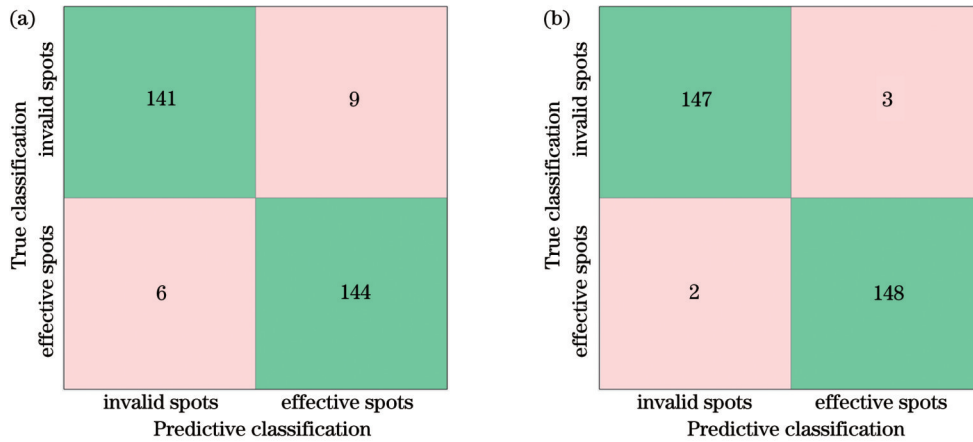 (a)
True classification
invalid spots
effective spots
141
9
6
144
invalid spots
effective spots
Predictive classification
(b)
True classification
invalid spots
effective spots
147
3
2
148
invalid spots
effective spots
Predictive classification